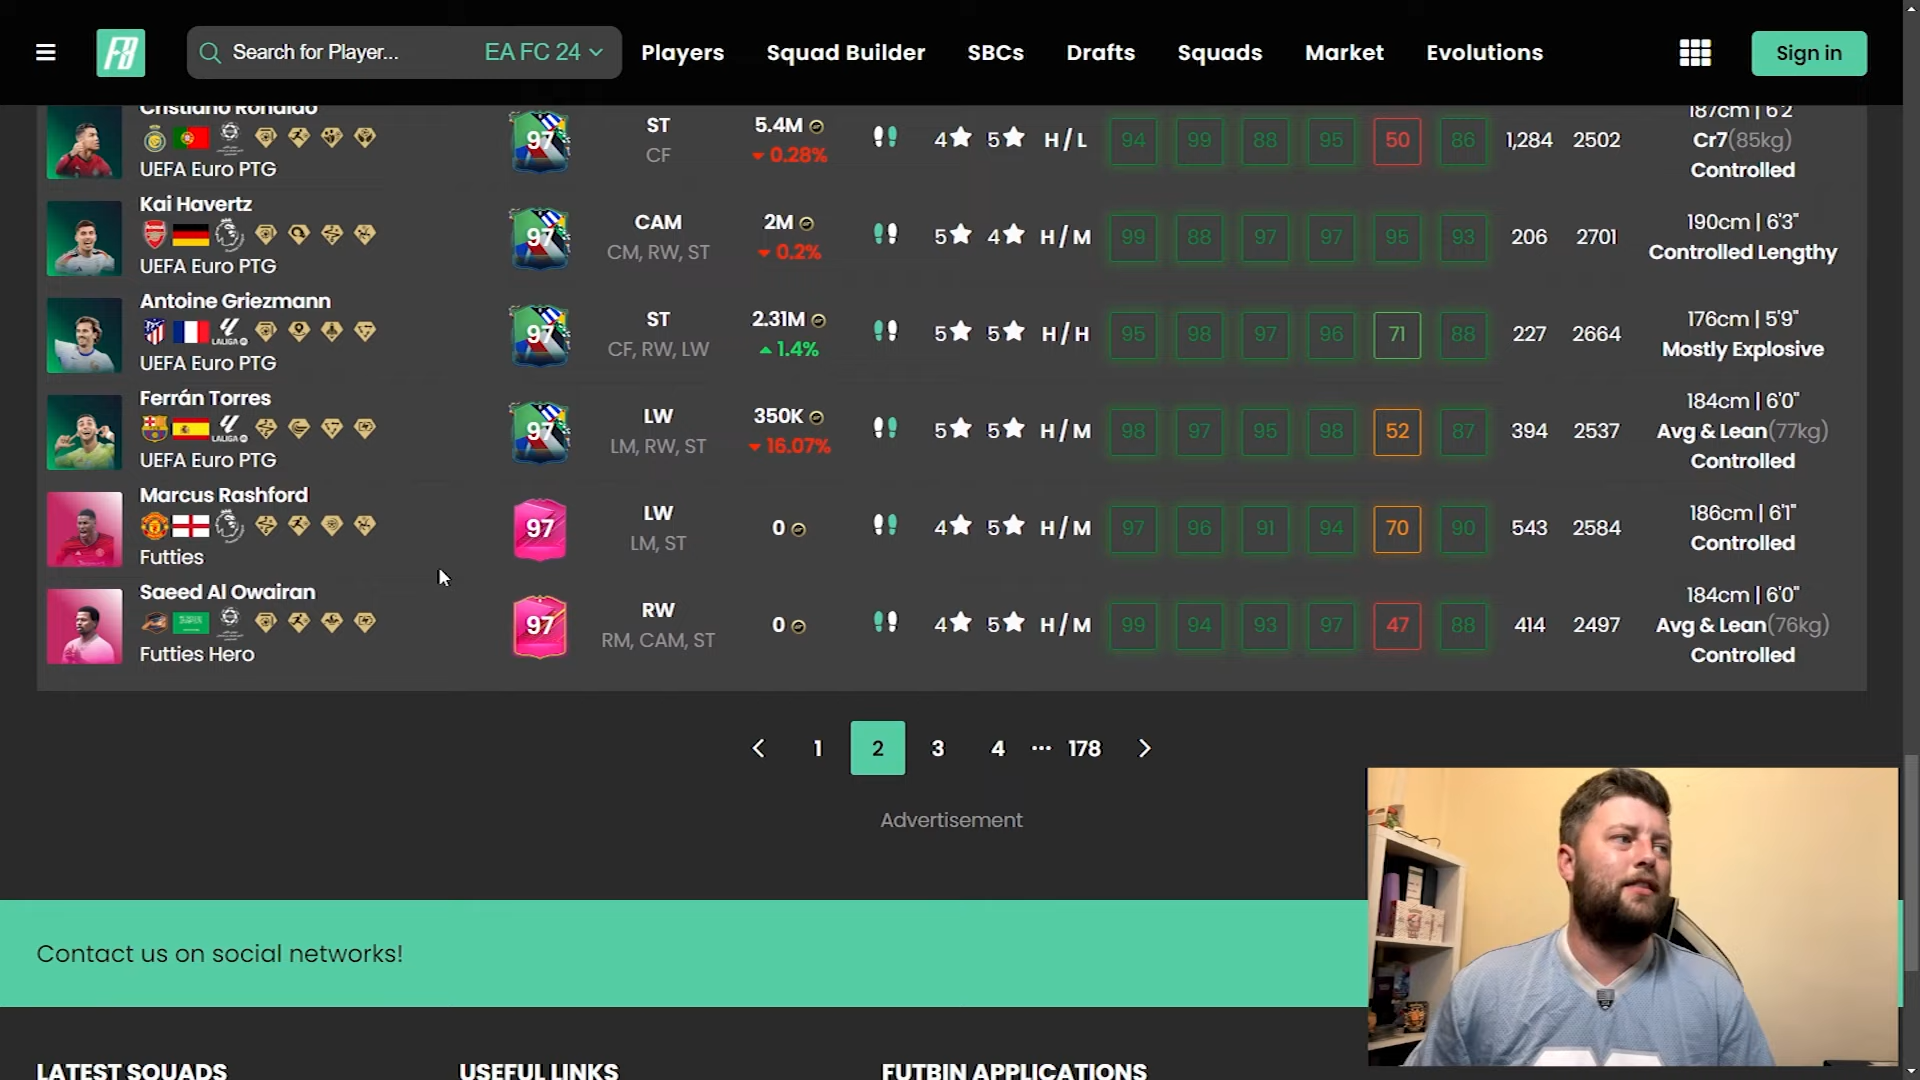 FB
Search for Player...
EA FC 24
Players
Squad Builder
SBCs
Drafts
Squads
Market
Evolutions
Sign in
Cristiano Ronaldo
UEFA Euro PTG
97
ST
CF
5.4M
0.28%
4 5 H / L
94 99 88 95 50 86
1,284 2502
187cm | 6'2"
Cr7(85kg)
Controlled
Kai Havertz
UEFA Euro PTG
97
CAM
CM, RW, ST
2M
0.2%
5 4 H / M
99 88 97 97 95 93
206 2701
190cm | 6'3"
Controlled Lengthy
Antoine Griezmann
LALIGA
UEFA Euro PTG
97
ST
CF, RW, LW
2.31M
1.4%
5 5 H / H
95 98 97 96 71 88
227 2664
176cm | 5'9"
Mostly Explosive
Ferrán Torres
LALIGA
UEFA Euro PTG
97
LW
LM, RW, ST
350K
16.07%
5 5 H / M
98 97 95 98 52 87
394 2537
184cm | 6'0"
Avg & Lean(77kg)
Controlled
Marcus Rashford
Futties
97
LW
LM, ST
0
4 5 H / M
97 96 91 94 70 90
543 2584
186cm | 6'1"
Controlled
Saeed Al Owairan
Futties Hero
97
RW
RM, CAM, ST
0
4 5 H / M
99 94 93 97 47 88
414 2497
184cm | 6'0"
Avg & Lean(76kg)
Controlled
1 2 3 4 ··· 178
Advertisement
Contact us on social networks!
LATEST SQUADS
USEFUL LINKS
FUTBIN APPLICATIONS